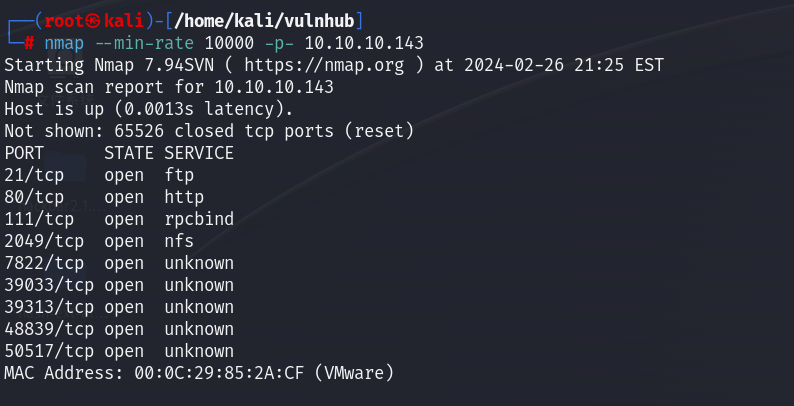 ┌──(root㉿kali)-[/home/kali/vulnhub]
└─# nmap --min-rate 10000 -p- 10.10.10.143
Starting Nmap 7.94SVN ( https://nmap.org ) at 2024-02-26 21:25 EST
Nmap scan report for 10.10.10.143
Host is up (0.0013s latency).
Not shown: 65526 closed tcp ports (reset)
PORT      STATE SERVICE
21/tcp    open  ftp
80/tcp    open  http
111/tcp   open  rpcbind
2049/tcp  open  nfs
7822/tcp  open  unknown
39033/tcp open  unknown
39313/tcp open  unknown
48839/tcp open  unknown
50517/tcp open  unknown
MAC Address: 00:0C:29:85:2A:CF (VMware)